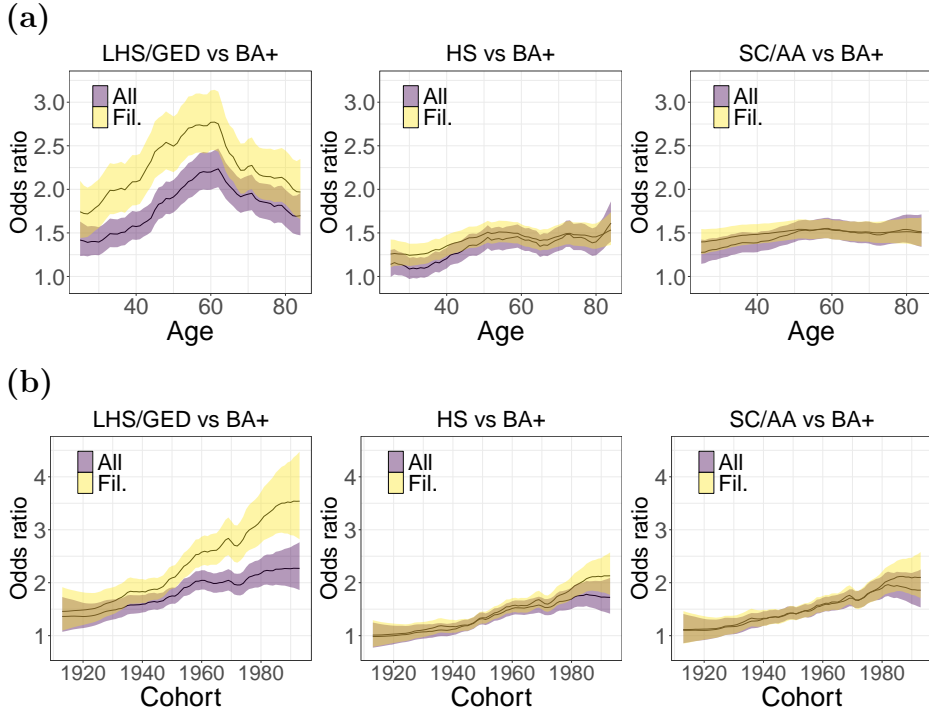 (a)
LHS/GED vs BA+
HS vs BA+
SC/AA vs BA+
All
Fil.
All
Fil.
All
Fil.
Odds ratio
3.0
2.5
2.0
1.5
1.0
Odds ratio
3.0
2.5
2.0
1.5
1.0
Odds ratio
3.0
2.5
2.0
1.5
1.0
40 60 80
40 60 80
40 60 80
Age
Age
Age
(b)
LHS/GED vs BA+
HS vs BA+
SC/AA vs BA+
All
Fil.
All
Fil.
All
Fil.
Odds ratio
4
3
2
1
Odds ratio
4
3
2
1
Odds ratio
4
3
2
1
1920 1940 1960 1980
1920 1940 1960 1980
1920 1940 1960 1980
Cohort
Cohort
Cohort